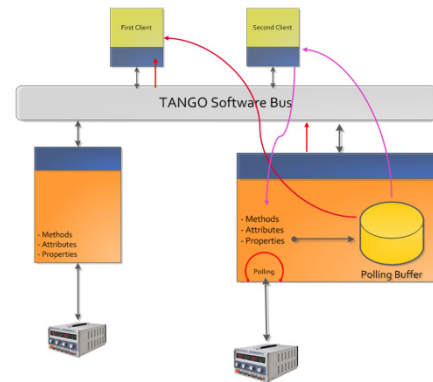 First Client
Second Client
TANGO Software Bus
- Methods
- Attributes
- Properties
- Methods
- Attributes
- Properties
Polling
Polling Buffer